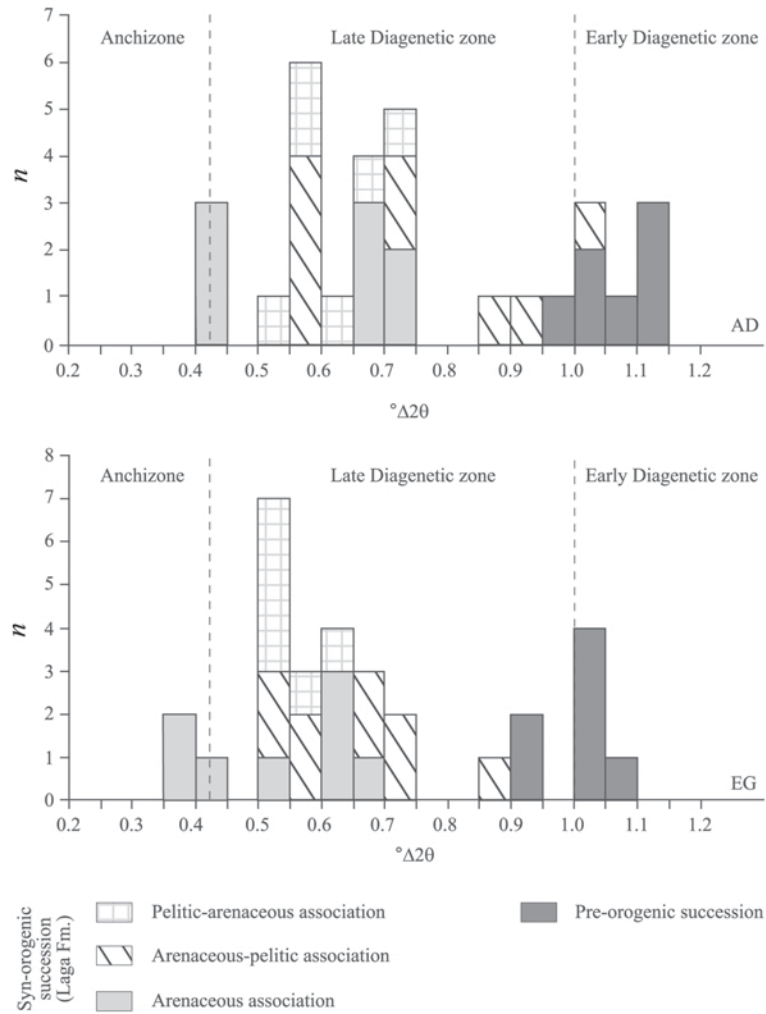 7
Anchizone Late Diagenetic zone Early Diagenetic zone
6
5
4
n
3
2
1
AD
0
0.2 0.3 0.4 0.5 0.6 0.7 0.8 0.9 1.0 1.1 1.2
°Δ2θ
8
Anchizone Late Diagenetic zone Early Diagenetic zone
7
6
5
4
n
3
2
1
EG
0
0.2 0.3 0.4 0.5 0.6 0.7 0.8 0.9 1.0 1.1 1.2
°Δ2θ
Syn-orogenic
succession
(Laga Fm.)
Pelitic-arenaceous association Pre-orogenic succession
Arenaceous-pelitic association
Arenaceous association